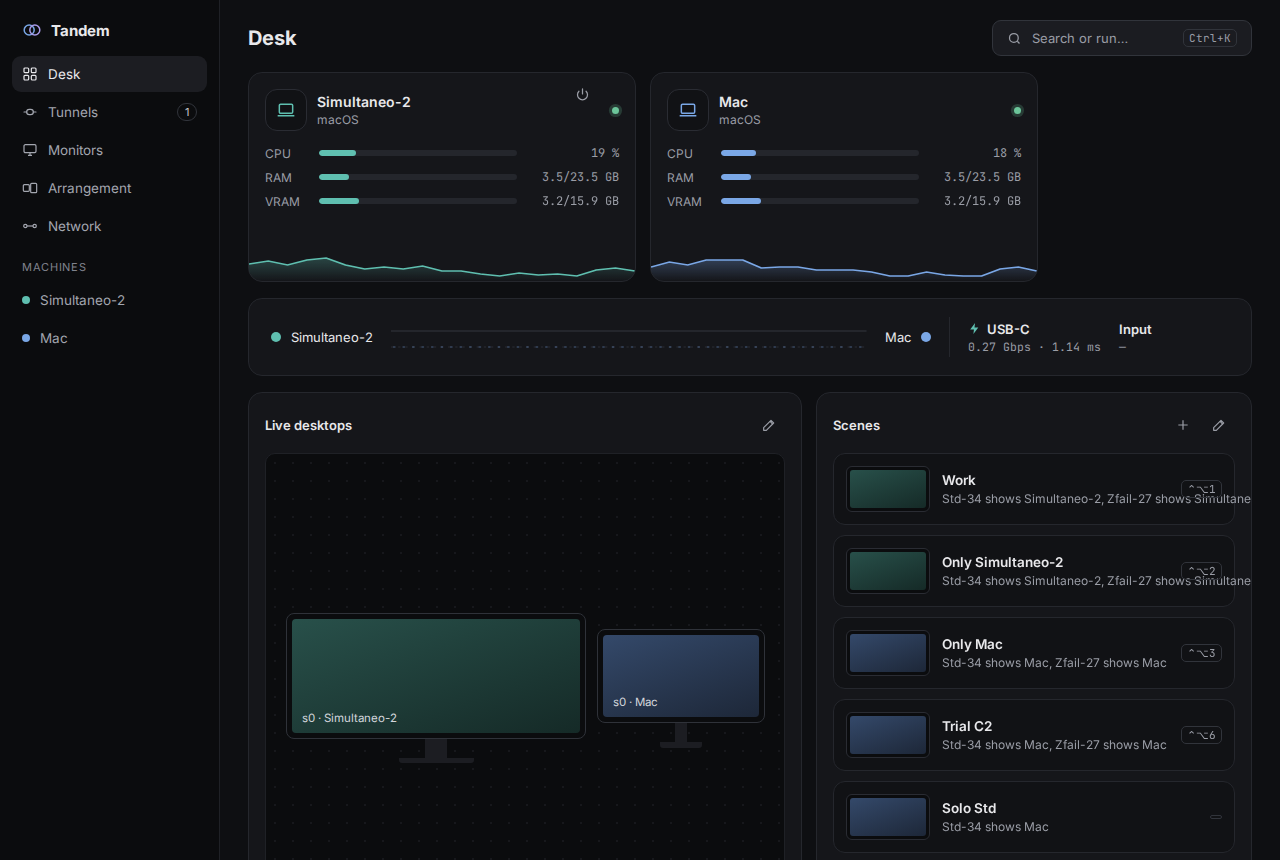 Tandem
Desk
Tunnels 1
Monitors
Arrangement
Network
MACHINES
Simultaneo-2
Mac
Desk
Search or run... Ctrl+K
Simultaneo-2
macOS
CPU 19 %
RAM 3.5/23.5 GB
VRAM 3.2/15.9 GB
Mac
macOS
CPU 18 %
RAM 3.5/23.5 GB
VRAM 3.2/15.9 GB
Simultaneo-2
Mac
USB-C
0.27 Gbps · 1.14 ms
Input
—
Live desktops
s0 · Simultaneo-2
s0 · Mac
Scenes
Work
Std-34 shows Simultaneo-2, Zfail-27 shows Simultane
⌃⌥1
Only Simultaneo-2
Std-34 shows Simultaneo-2, Zfail-27 shows Simultane
⌃⌥2
Only Mac
Std-34 shows Mac, Zfail-27 shows Mac
⌃⌥3
Trial C2
Std-34 shows Mac, Zfail-27 shows Mac
⌃⌥6
Solo Std
Std-34 shows Mac